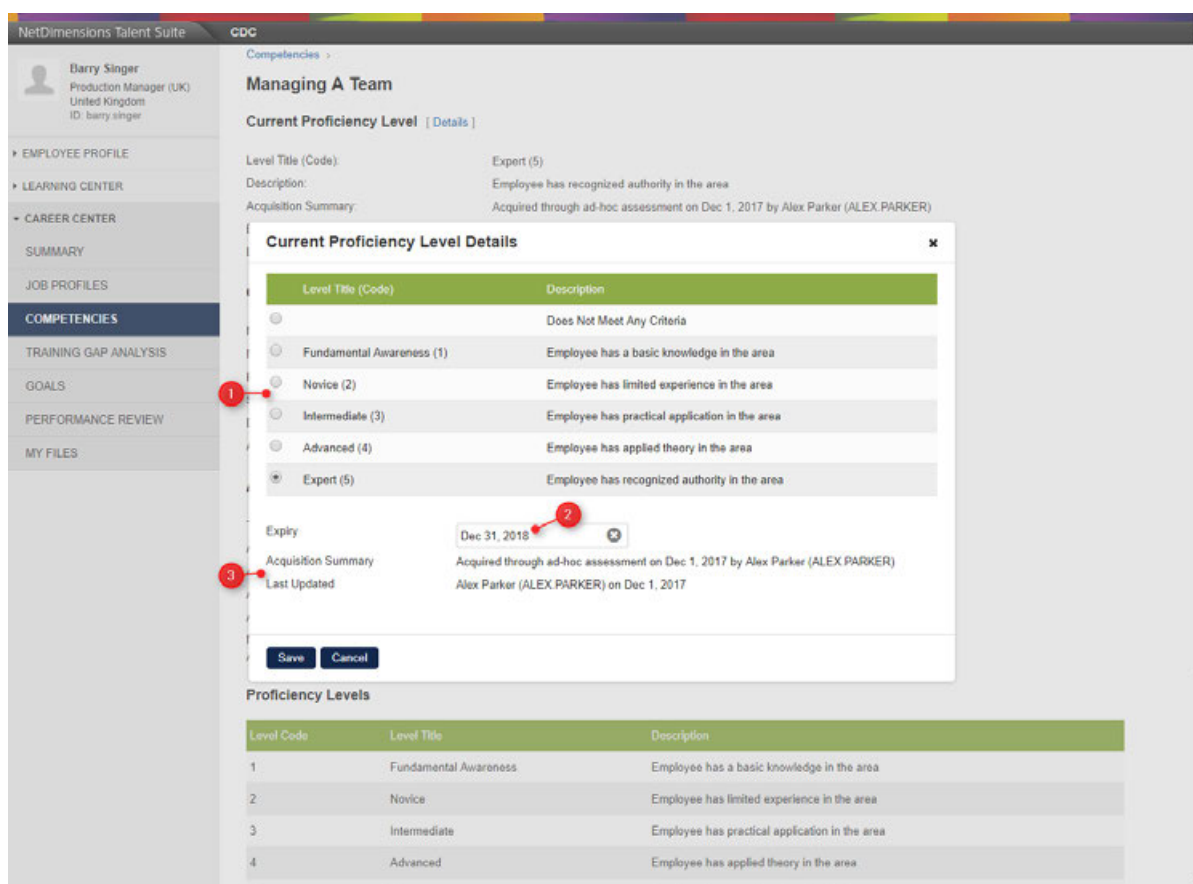 NetDimensions Talent Suite
CDC
Barry Singer
Production Manager (UK)
United Kingdom
ID: barry.singer
EMPLOYEE PROFILE
LEARNING CENTER
CAREER CENTER
SUMMARY
JOB PROFILES
COMPETENCIES
TRAINING GAP ANALYSIS
GOALS
PERFORMANCE REVIEW
MY FILES
Competencies ›
Managing A Team
Current Proficiency Level [ Details ]
Level Title (Code): Expert (5)
Description: Employee has recognized authority in the area
Acquisition Summary: Acquired through ad-hoc assessment on Dec 1, 2017 by Alex Parker (ALEX.PARKER)
Current Proficiency Level Details
Level Title (Code) Description
Does Not Meet Any Criteria
Fundamental Awareness (1) Employee has a basic knowledge in the area
1
Novice (2) Employee has limited experience in the area
Intermediate (3) Employee has practical application in the area
Advanced (4) Employee has applied theory in the area
Expert (5) Employee has recognized authority in the area
2
Expiry Dec 31, 2018
Acquisition Summary Acquired through ad-hoc assessment on Dec 1, 2017 by Alex Parker (ALEX.PARKER)
3
Last Updated Alex Parker (ALEX.PARKER) on Dec 1, 2017
Save Cancel
Proficiency Levels
Level Code Level Title Description
1 Fundamental Awareness Employee has a basic knowledge in the area
2 Novice Employee has limited experience in the area
3 Intermediate Employee has practical application in the area
4 Advanced Employee has applied theory in the area